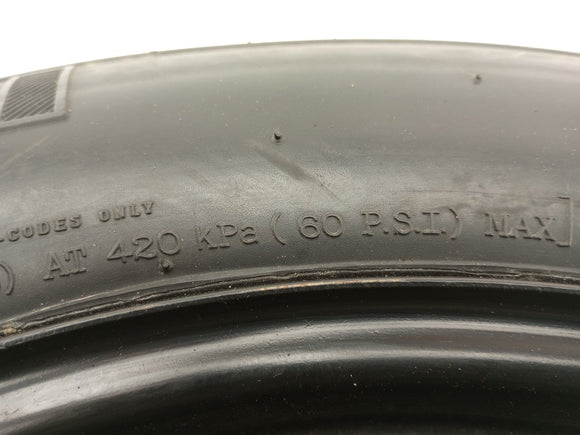 -CODES ONLY
) AT 420 KPa (60 P.S.I.) MAX]